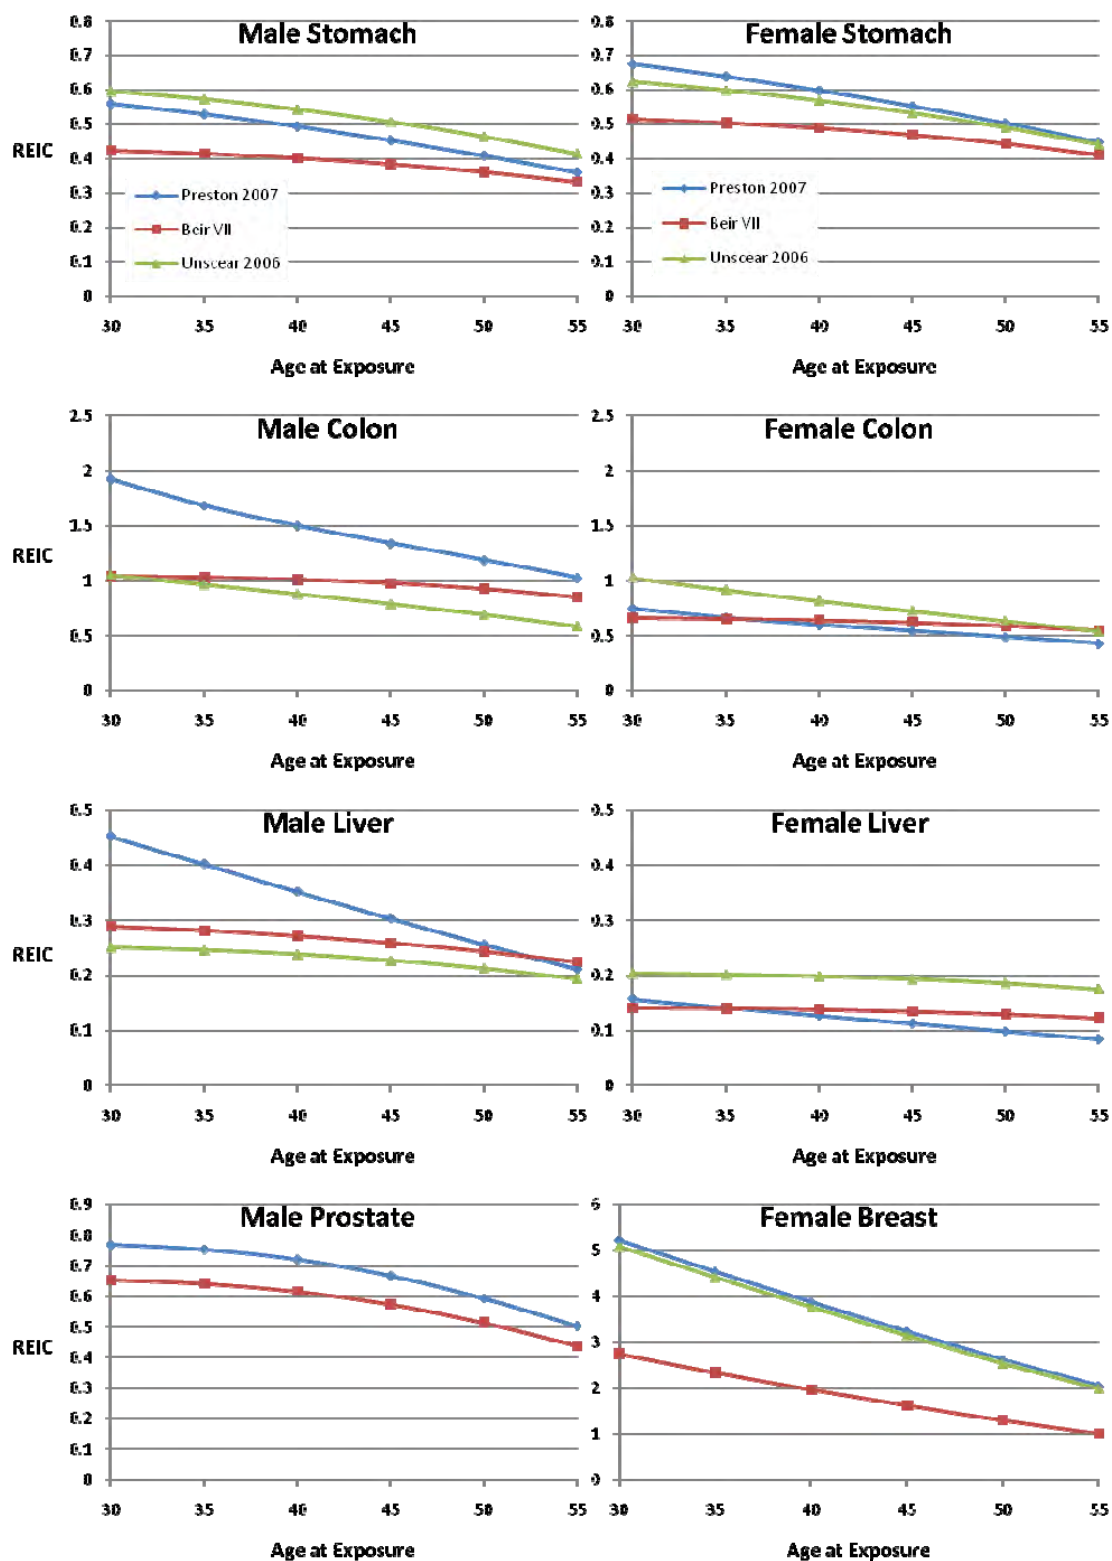 Male Stomach
0.8
0.7
0.6
0.5
0.4
0.3
0.2
0.1
0
REIC
Preston 2007
Beir VII
Unscear 2006
30 35 40 45 50 55
Age at Exposure
Female Stomach
0.8
0.7
0.6
0.5
0.4
0.3
0.2
0.1
0
Preston 2007
Beir VII
Unscear 2006
30 35 40 45 50 55
Age at Exposure
Male Colon
2.5
2
1.5
1
0.5
0
REIC
30 35 40 45 50 55
Age at Exposure
Female Colon
2.5
2
1.5
1
0.5
0
30 35 40 45 50 55
Age at Exposure
Male Liver
0.5
0.4
0.3
0.2
0.1
0
REIC
30 35 40 45 50 55
Age at Exposure
Female Liver
0.5
0.4
0.3
0.2
0.1
0
30 35 40 45 50 55
Age at Exposure
Male Prostate
0.9
0.8
0.7
0.6
0.5
0.4
0.3
0.2
0.1
0
REIC
30 35 40 45 50 55
Age at Exposure
Female Breast
6
5
4
3
2
1
0
30 35 40 45 50 55
Age at Exposure